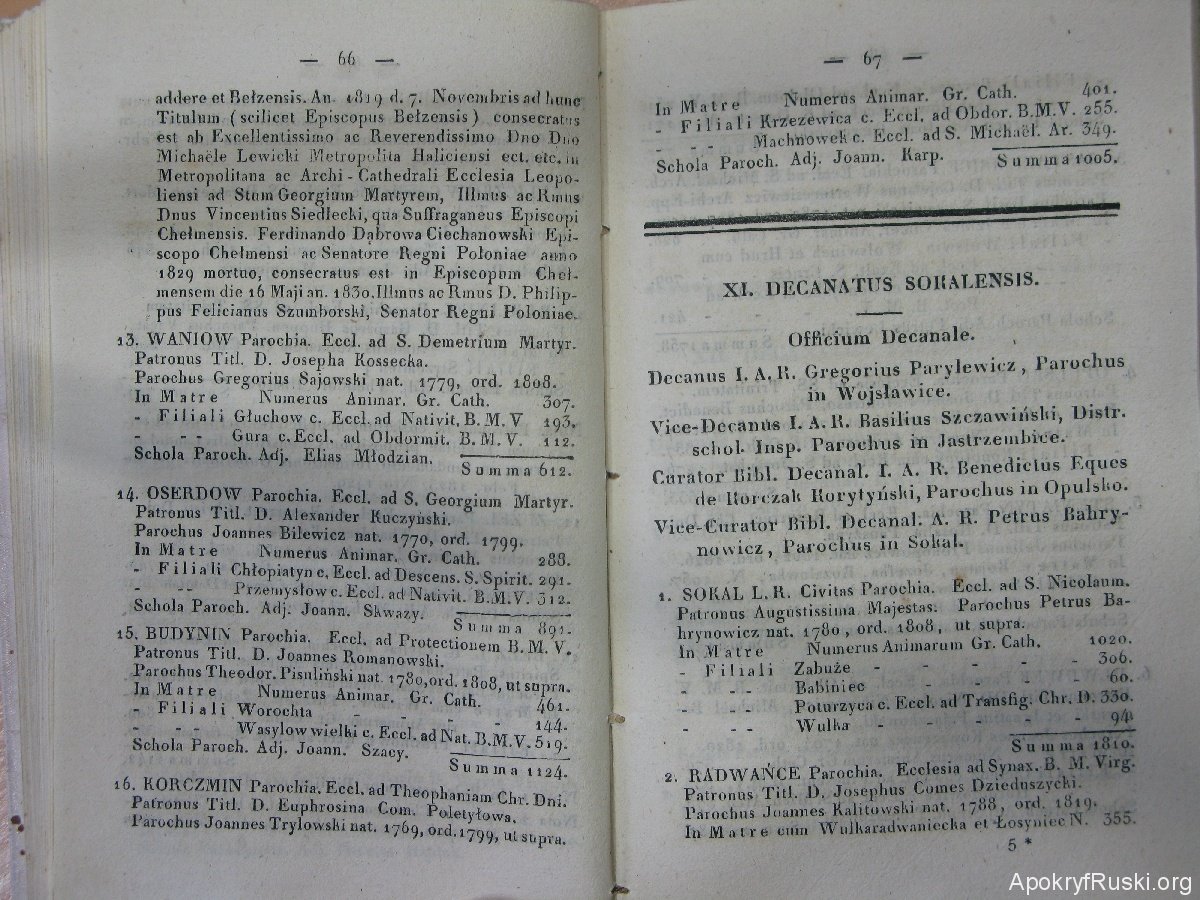 — 66 —
addere et Bełzensis. An. 1819 d. 7. Novembris ad hunc
Titulum (scilicet Episcopus Bełzensis) consecratus
est ab Excellentissimo ac Reverendissimo Dno Dno
Michaële Lewicki Metropolita Haliciensi ect. etc. in
Metropolitana ac Archi-Cathedrali Ecclesia Leopo-
liensi ad Stum Georgium Martyrem, Illmus ac Rmus
Dnus Vincentius Siedlecki, qua Suffraganeus Episcopi
Chełmensis. Ferdinando Dąbrowa Ciechanowski Epi-
scopo Chełmensi ac Senatore Regni Poloniae anno
1829 mortuo, consecratus est in Episcopum Cheł-
mensem die 16 Maji an. 1830. Illmus ac Rmus D. Philip-
pus Felicianus Szumborski, Senator Regni Poloniae.
13. WANIOW Parochia. Eccl. ad S. Demetrium Martyr.
Patronus Titl. D. Josepha Kossecka.
Parochus Gregorius Sajowski nat. 1779, ord. 1808.
In Matre Numerus Animar. Gr. Cath. 307.
- Filiali Głuchow c. Eccl. ad Nativit. B. M. V 193.
- - - Gura c. Eccl. ad Obdormit. B. M. V. 112.
Schola Paroch. Adj. Elias Młodzian. Summa 612.
14. OSERDOW Parochia. Eccl. ad S. Georgium Martyr.
Patronus Titl. D. Alexander Kuczyński.
Parochus Joannes Bilewicz nat. 1770, ord. 1799.
In Matre Numerus Animar. Gr. Cath. 288.
- Filiali Chłopiatyn c. Eccl. ad Descens. S. Spirit. 291.
- - - Przemysłow c. Eccl. ad Nativit. B. M. V. 312.
Schola Paroch. Adj. Joann. Skwazy. Summa 891.
15. BUDYNIN Parochia. Eccl. ad Protectionem B. M. V.
Patronus Titl. D. Joannes Romanowski.
Parochus Theodor. Pisuliński nat. 1780, ord. 1808, ut supra.
In Matre Numerus Animar. Gr. Cath. 461.
- Filiali Worochta - - - - 144.
- - - Wasylow wielki c. Eccl. ad Nat. B. M. V. 519.
Schola Paroch. Adj. Joann. Szacy. Summa 1124.
16. KORCZMIN Parochia. Eccl. ad Theophaniam Chr. Dni.
Patronus Titl. D. Euphrosina Com. Poletyłowa.
Parochus Joannes Trylowski nat. 1769, ord. 1799, ut supra.
— 67 —
In Matre Numerus Animar. Gr. Cath. 401.
- Filiali Krzezewica c. Eccl. ad Obdor. B. M. V. 255.
- - - Machnowek c. Eccl. ad S. Michaël. Ar. 349.
Schola Paroch. Adj. Joann. Karp. Summa 1005.
XI. DECANATUS SOKALENSIS.
Officium Decanale.
Decanus I. A. R. Gregorius Parylewicz, Parochus
in Wojsławice.
Vice-Decanus I. A. R. Basilius Szczawiński, Distr.
schol. Insp. Parochus in Jastrzembice.
Curator Bibl. Decanal. I. A. R. Benedictus Eques
de Korczak Korytyński, Parochus in Opulsko.
Vice-Curator Bibl. Decanal. A. R. Petrus Bahry-
nowicz, Parochus in Sokal.
1. SOKAL L. R. Civitas Parochia. Eccl. ad S. Nicolaum.
Patronus Augustissima Majestas. Parochus Petrus Ba-
hrynowicz nat. 1780, ord. 1808, ut supra.
In Matre Numerus Animarum Gr. Cath. 1020.
- Filiali Zabuże - - - - 306.
- - - Babiniec - - - - 60.
- - - Poturzyca c. Eccl. ad Transfig. Chr. D. 330.
- - - Wulka - - - - 94
Summa 1810.
2. RADWAŃCE Parochia. Ecclesia ad Synax. B. M. Virg.
Patronus Titl. D. Josephus Comes Dzieduszycki.
Parochus Joannes Kalitowski nat. 1788, ord. 1819.
In Matre cum Wulkaradwaniecka et Łosyniec N. 355.
5 *
ApokryfRuski.org